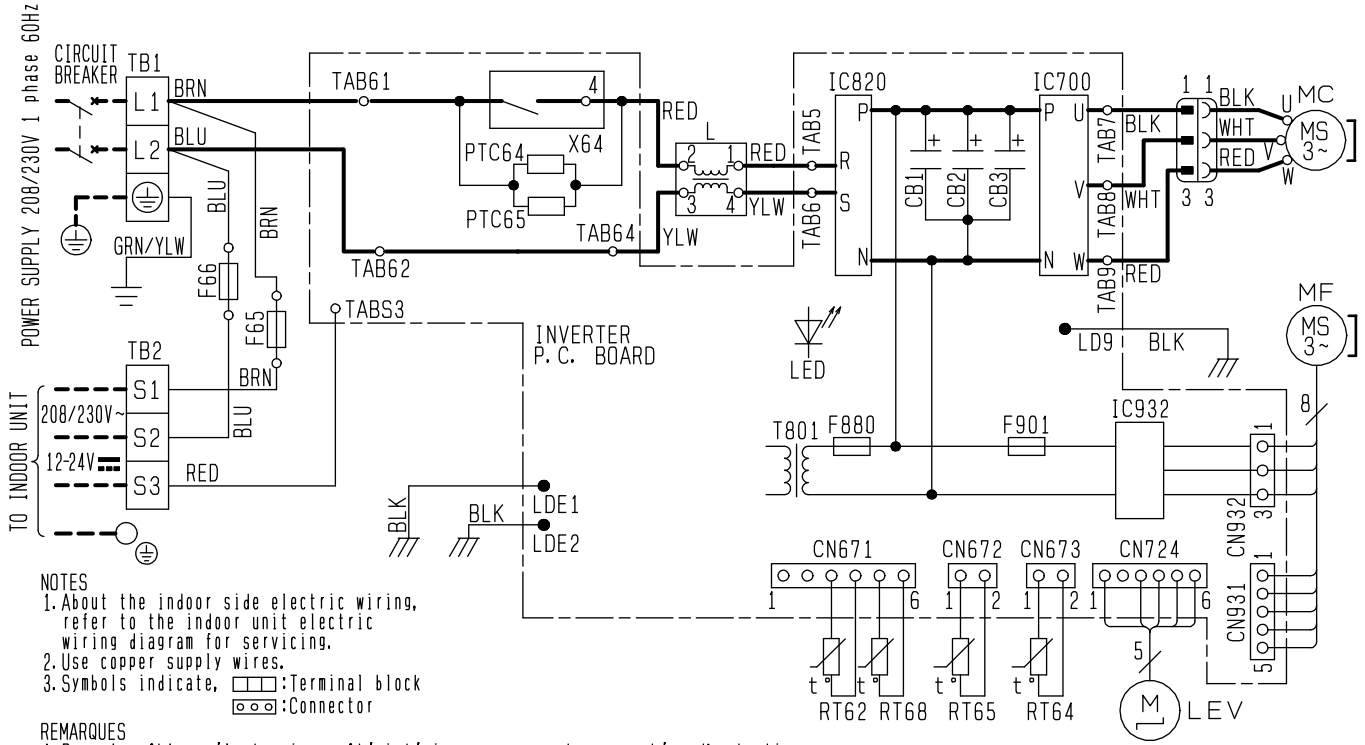 POWER SUPPLY 208/230V 1 phase 60Hz
CIRCUIT
BREAKER
TB1
L1
L2
BRN
BLU
GRN/YLW
BLU
BRN
F66
F65
TB2
S1
S2
S3
BRN
BLU
RED
TO INDOOR UNIT
208/230V~
12-24V
TAB61
TAB62
TABS3
4
X64
PTC64
PTC65
TAB64
RED
YLW
L
2
1
3
4
RED
YLW
TAB5
TAB6
IC820
P
R
S
N
+
+
+
CB1
CB2
CB3
IC700
P
U
V
N
W
TAB7
TAB8
TAB9
BLK
WHT
RED
1
1
3
3
BLK
WHT
RED
U
V
W
MC
MS
3~
INVERTER
P.C. BOARD
LED
LD9
BLK
MF
MS
3~
8
T801
F880
F901
IC932
1
3
CN932
1
5
CN931
BLK
BLK
LDE1
LDE2
CN671
1
6
CN672
1
2
CN673
1
2
CN724
1
6
t°
t°
t°
RT62
RT68
RT65
RT64
5
M
LEV
NOTES
1. About the indoor side electric wiring,
refer to the indoor unit electric
wiring diagram for servicing.
2. Use copper supply wires.
3. Symbols indicate,
:Terminal block
:Connector
REMARQUES